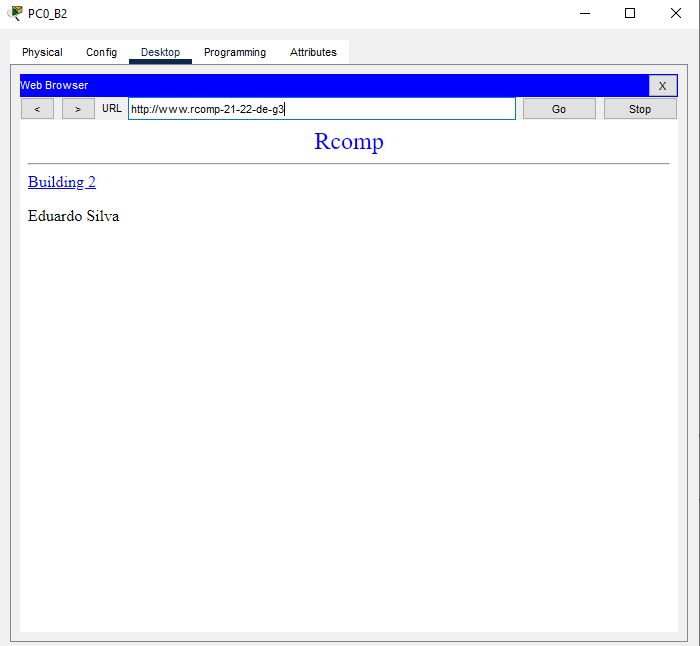 PC0_B2
Physical Config Desktop Programming Attributes
Web Browser X
< > URL http://www.rcomp-21-22-de-g3 Go Stop
Rcomp
Building 2
Eduardo Silva